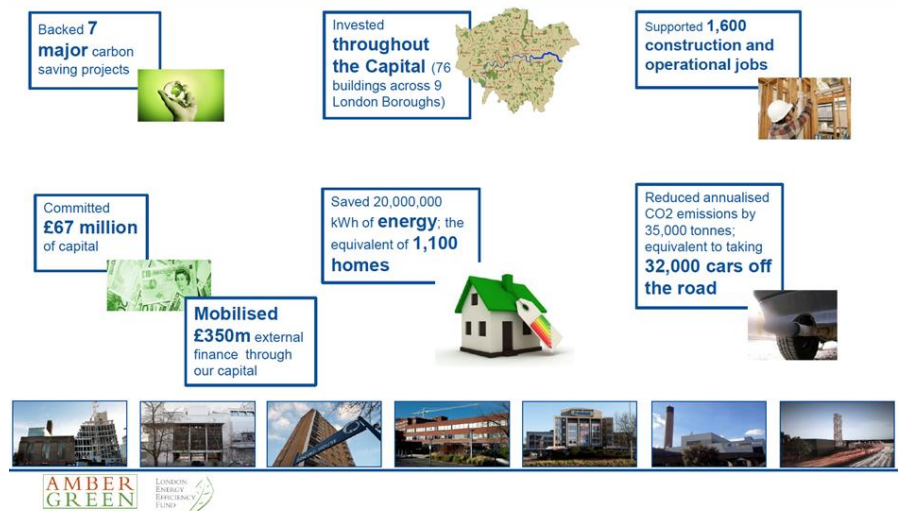 Backed 7
major carbon
saving projects
Invested
throughout
the Capital (76
buildings across 9
London Boroughs)
Supported 1,600
construction and
operational jobs
Committed
£67 million
of capital
Mobilised
£350m external
finance through
our capital
Saved 20,000,000
kWh of energy; the
equivalent of 1,100
homes
Reduced annualised
CO2 emissions by
35,000 tonnes;
equivalent to taking
32,000 cars off
the road
AMBER
GREEN
LONDON
ENERGY
EFFICIENCY
FUND